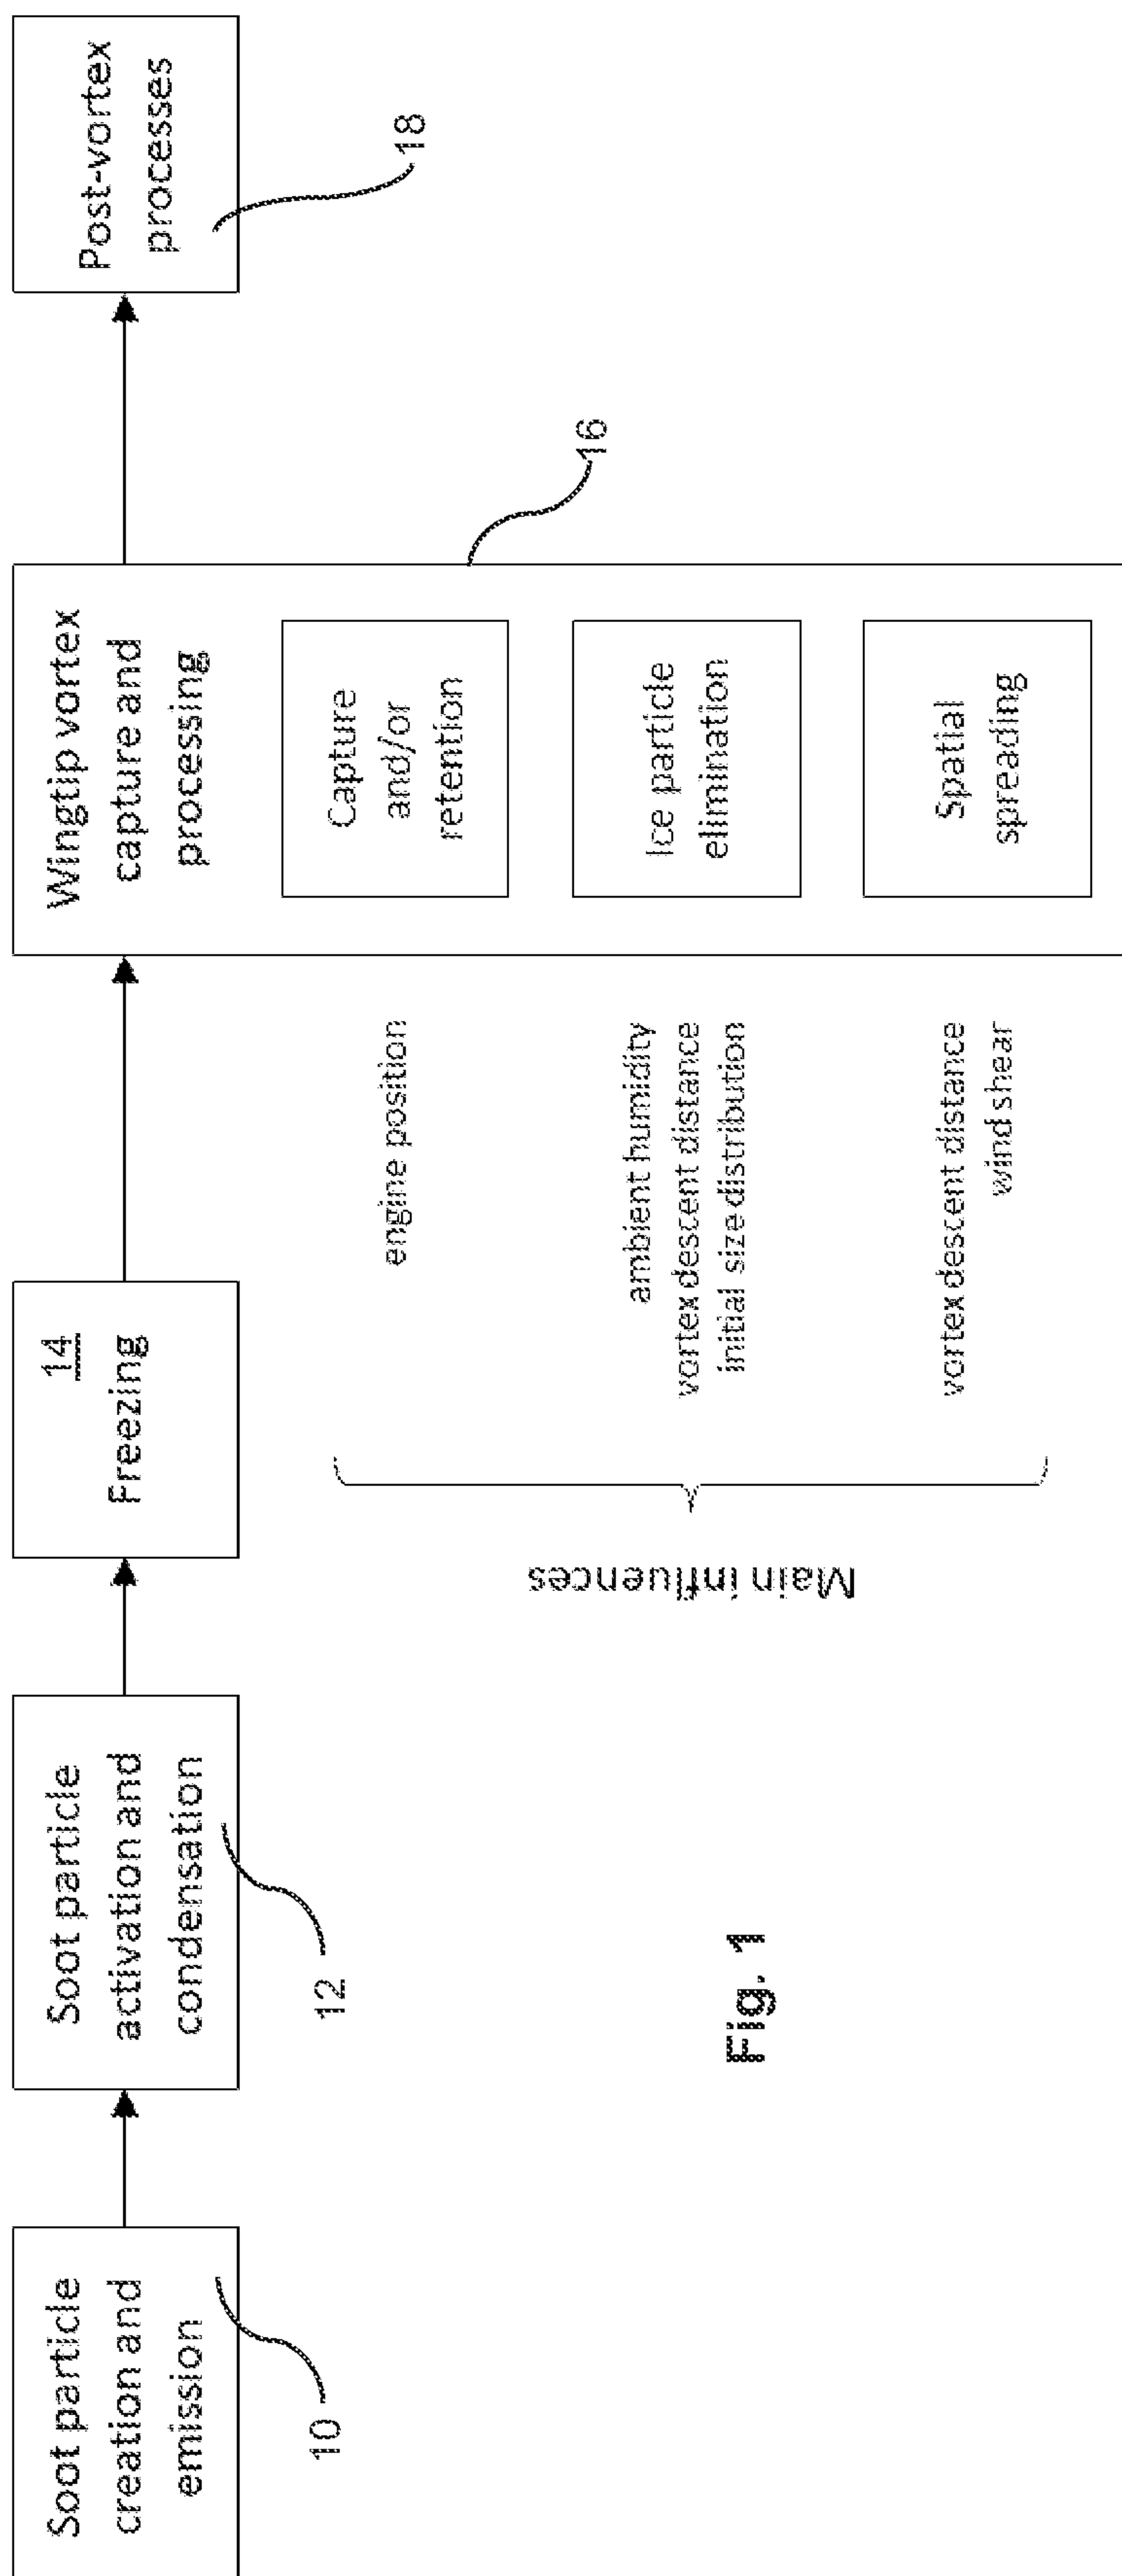 Soot particle
creation and
emission
10
Soot particle
activation and
condensation
12
14
Freezing
Wingtip vortex
capture and
processing
Capture
and/or
retention
Ice particle
elimination
Spatial
spreading
16
Post-vortex
processes
18
Main influences
engine position
ambient humidity
vortex descent distance
initial size distribution
vortex descent distance
wind shear
Fig. 1